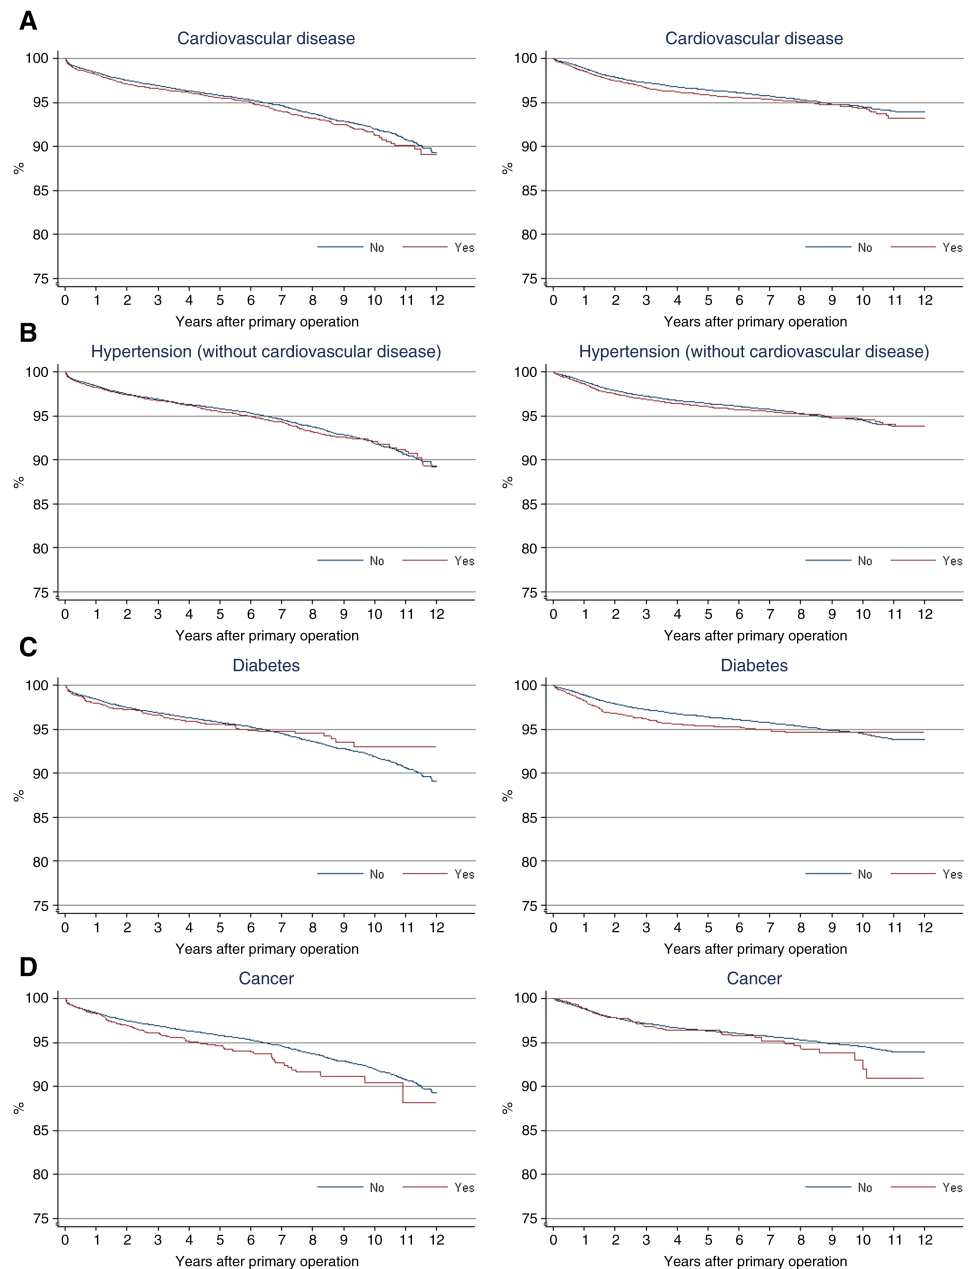 A
Cardiovascular disease
Cardiovascular disease
100
95
90
85
80
75
%
No Yes
0 1 2 3 4 5 6 7 8 9 10 11 12
Years after primary operation
100
95
90
85
80
75
%
No Yes
0 1 2 3 4 5 6 7 8 9 10 11 12
Years after primary operation
B
Hypertension (without cardiovascular disease)
Hypertension (without cardiovascular disease)
100
95
90
85
80
75
%
No Yes
0 1 2 3 4 5 6 7 8 9 10 11 12
Years after primary operation
100
95
90
85
80
75
%
No Yes
0 1 2 3 4 5 6 7 8 9 10 11 12
Years after primary operation
C
Diabetes
Diabetes
100
95
90
85
80
75
%
No Yes
0 1 2 3 4 5 6 7 8 9 10 11 12
Years after primary operation
100
95
90
85
80
75
%
No Yes
0 1 2 3 4 5 6 7 8 9 10 11 12
Years after primary operation
D
Cancer
Cancer
100
95
90
85
80
75
%
No Yes
0 1 2 3 4 5 6 7 8 9 10 11 12
Years after primary operation
100
95
90
85
80
75
%
No Yes
0 1 2 3 4 5 6 7 8 9 10 11 12
Years after primary operation